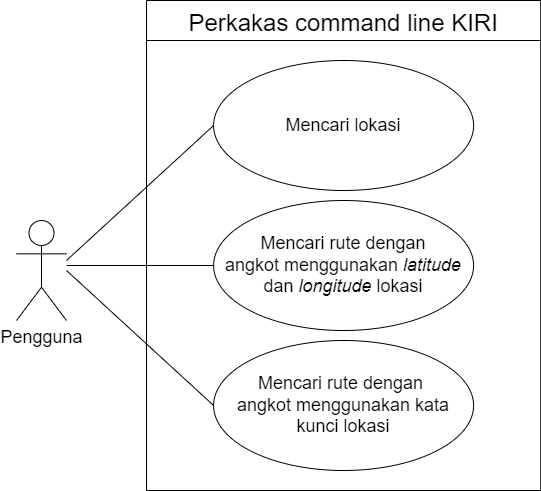 Perkakas command line KIRI
Mencari lokasi
Mencari rute dengan
angkot menggunakan latitude
dan longitude lokasi
Pengguna
Mencari rute dengan
angkot menggunakan kata
kunci lokasi